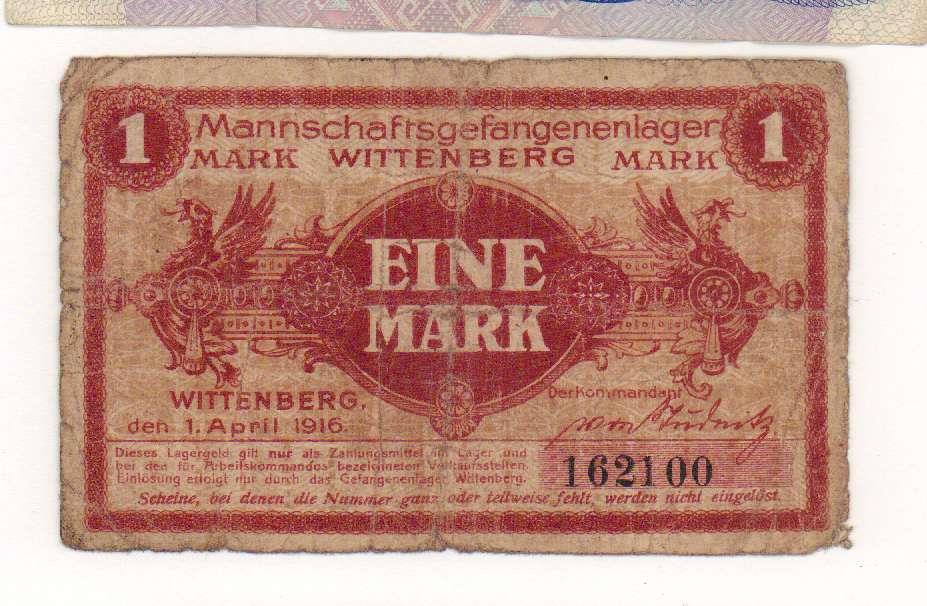 1 Mannschaftsgefangenenlager 1
MARK WITTENBERG MARK
EINE
MARK
WITTENBERG,
den 1. April 1916.
Der Kommandant
von Studnitz
Dieses Lagergeld gilt nur als Zahlungsmittel im Lager und
bei den für Arbeitskommandos bezeichneten Verkaufsstellen.
Einlösung erfolgt nur durch das Gefangenenlager Wittenberg.
162100
Scheine, bei denen die Nummer ganz oder teilweise fehlt, werden nicht eingelöst.